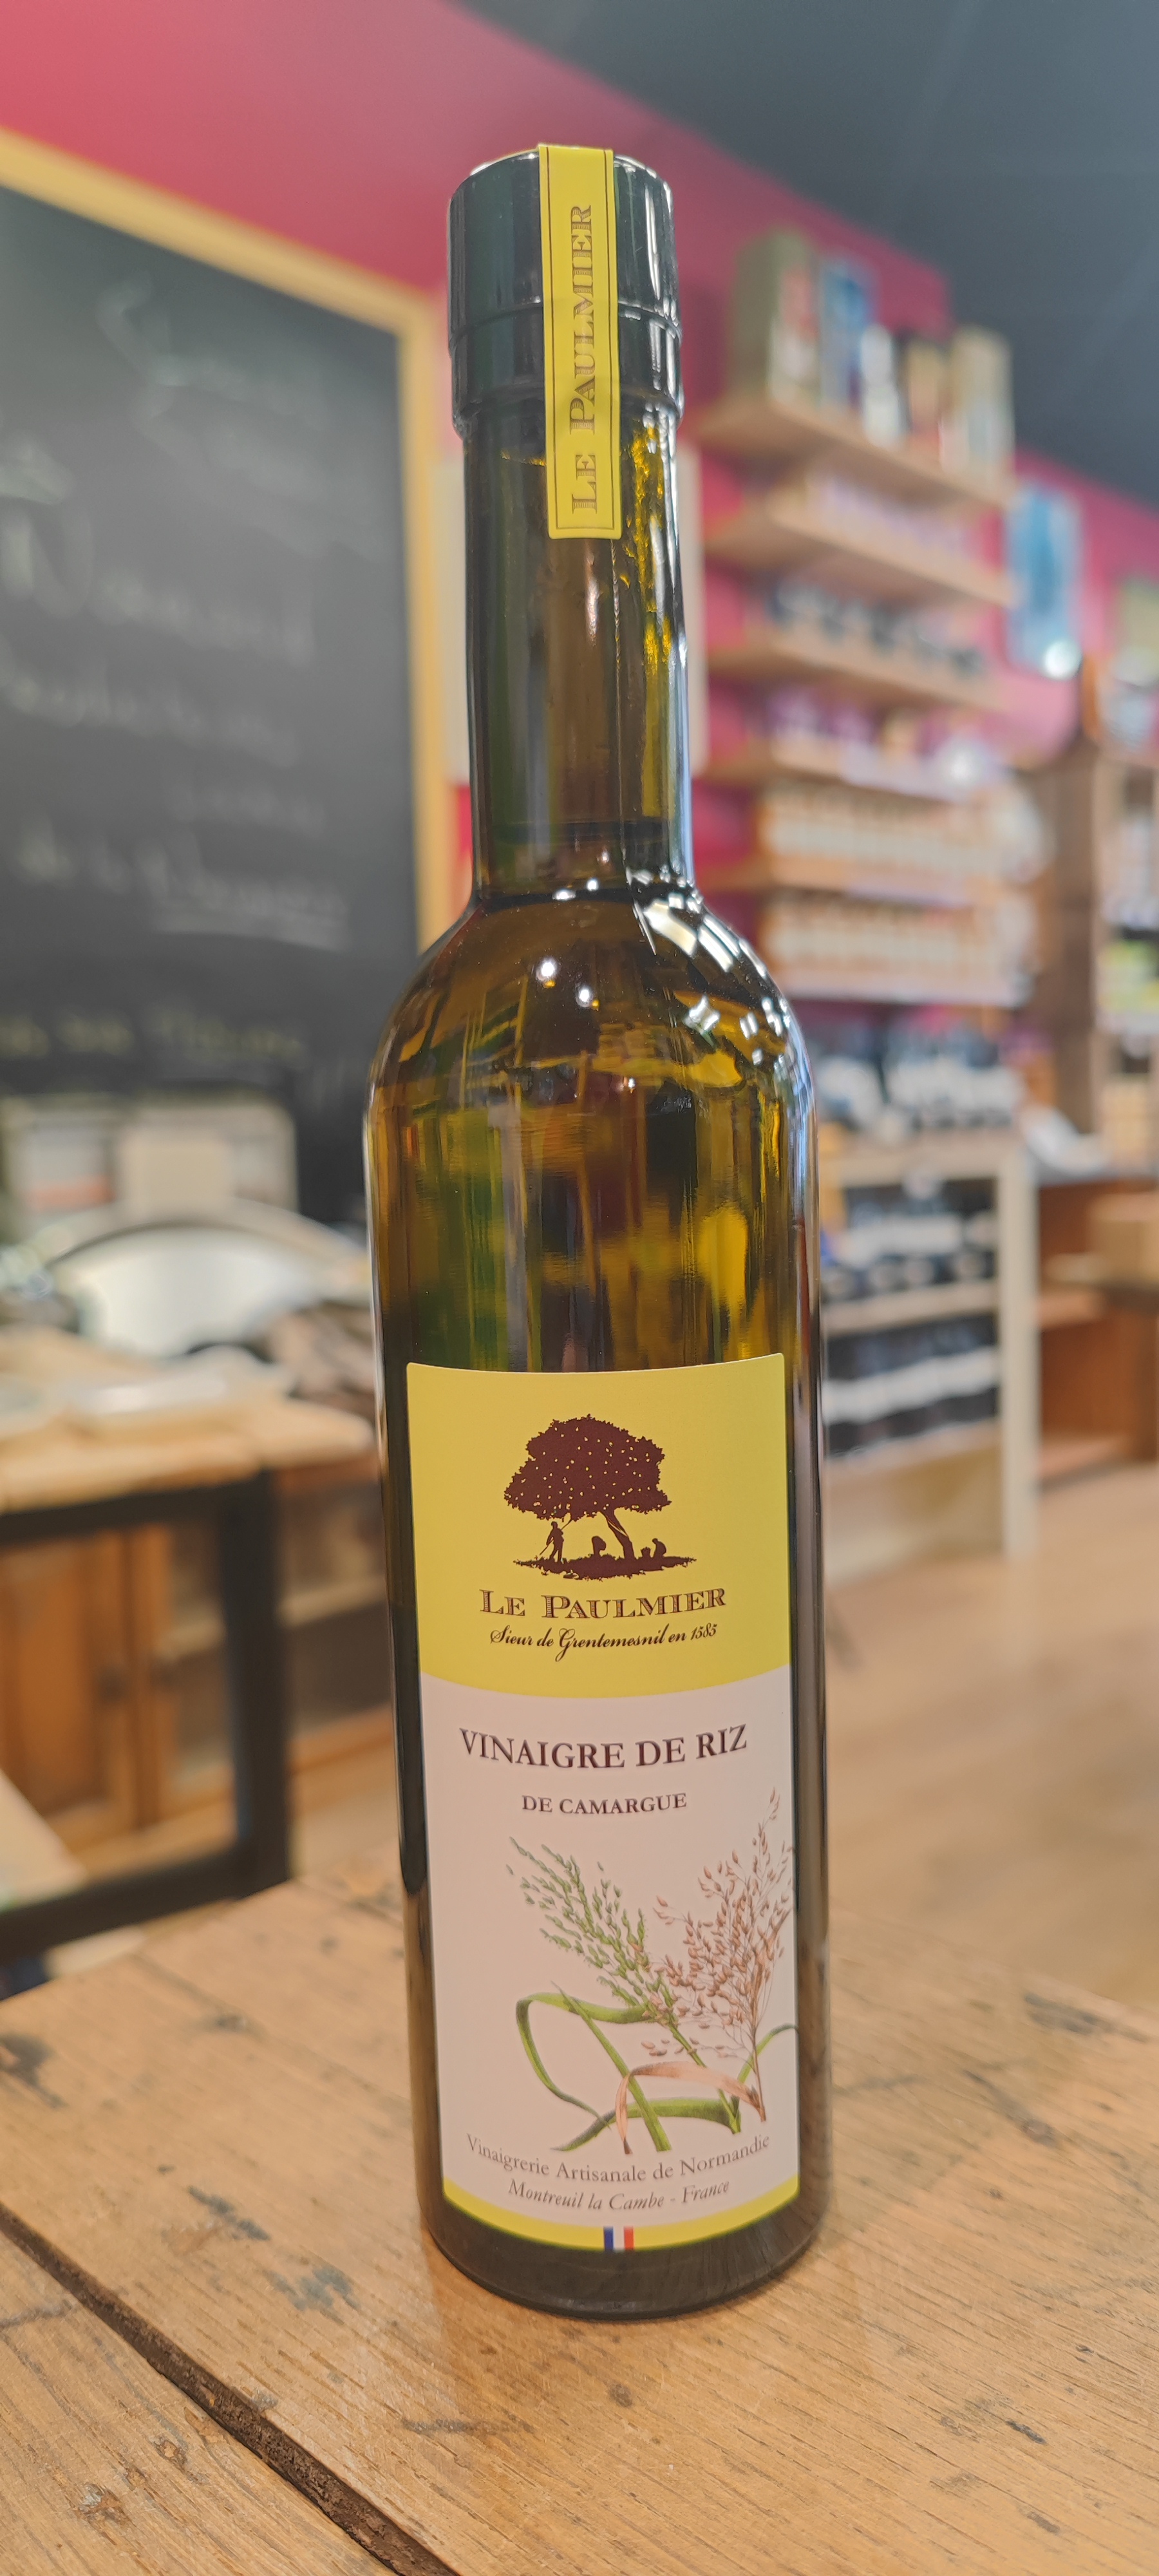 LE PAULMIER
LE PAULMIER
Sieur de Grentemesnil en 1585
VINAIGRE DE RIZ
DE CAMARGUE
Vinaigrerie Artisanale de Normandie
Montreuil la Cambe - France